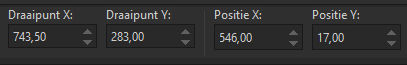 Draaipunt X: Draaipunt Y: Positie X: Positie Y:
743,50 283,00 546,00 17,00